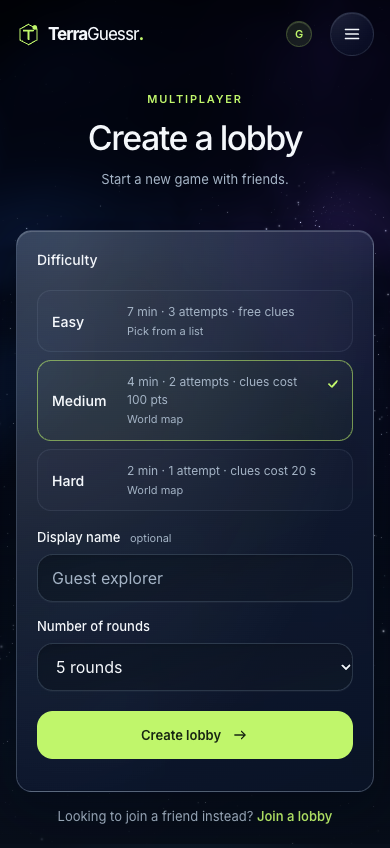 TerraGuessr.
G
MULTIPLAYER
Create a lobby
Start a new game with friends.
Difficulty
Easy
7 min · 3 attempts · free clues
Pick from a list
Medium
4 min · 2 attempts · clues cost
100 pts
World map
Hard
2 min · 1 attempt · clues cost 20 s
World map
Display name optional
Guest explorer
Number of rounds
5 rounds
Create lobby →
Looking to join a friend instead? Join a lobby